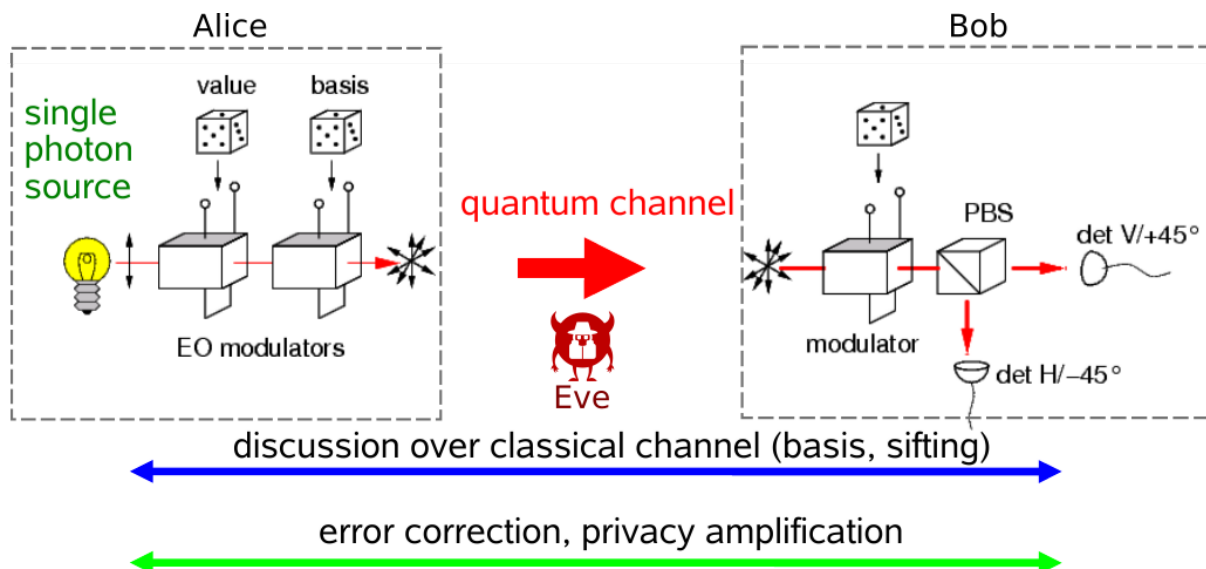 Alice
Bob
value
basis
single
photon
source
EO modulators
quantum channel
Eve
PBS
det V/+45°
modulator
det H/–45°
discussion over classical channel (basis, sifting)
error correction, privacy amplification